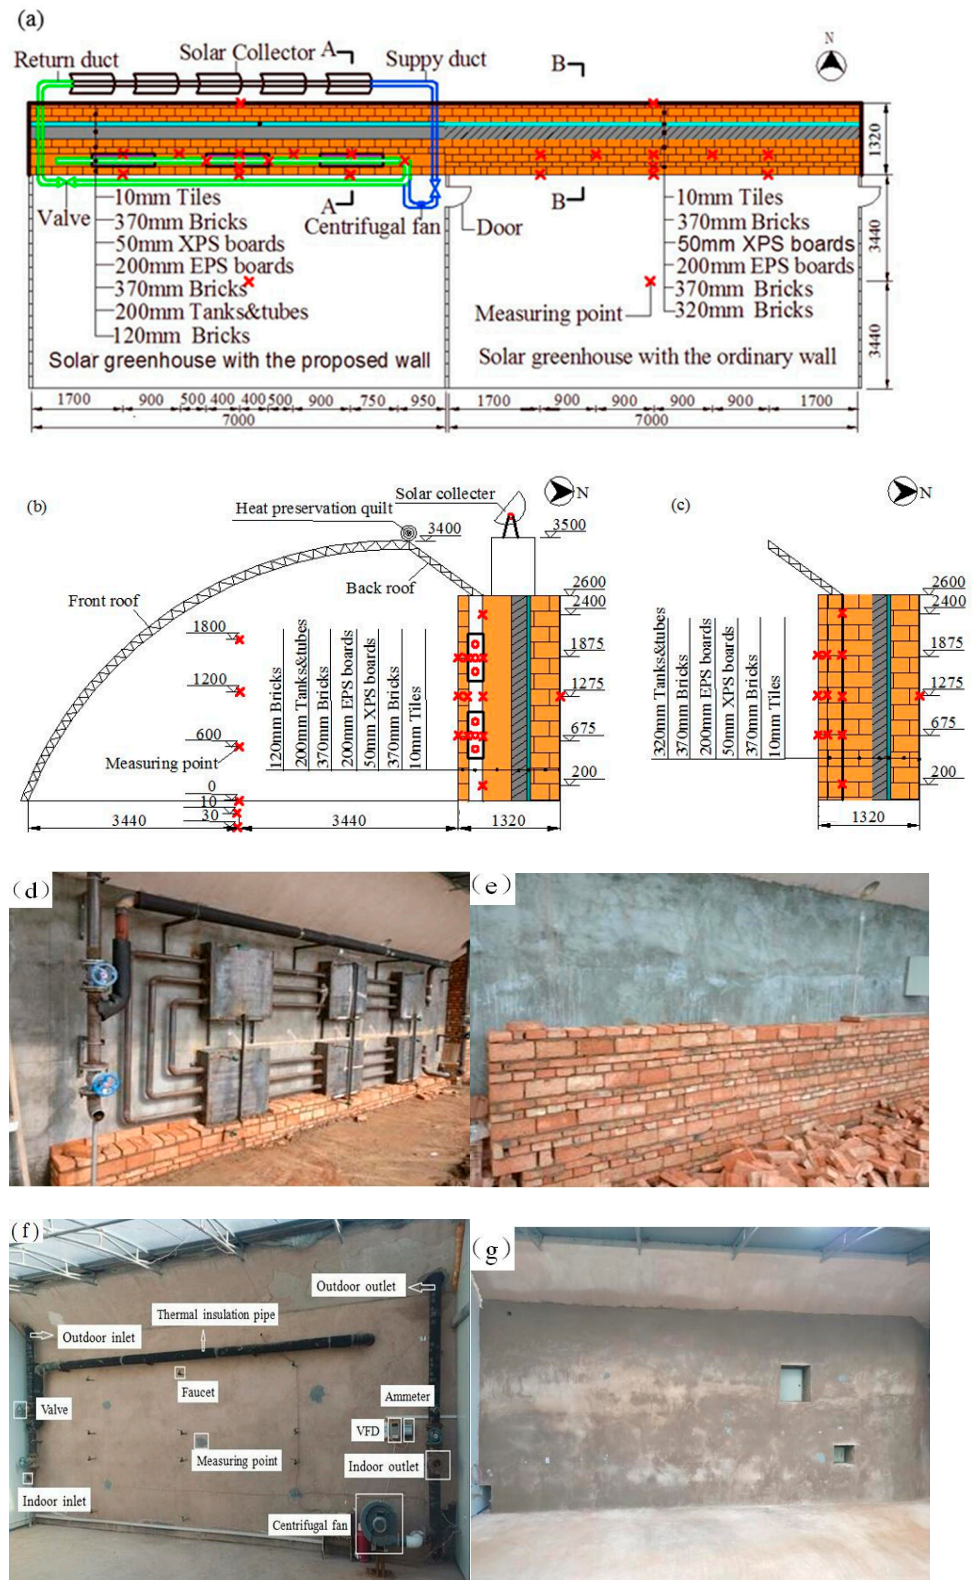 (a)
N
Return duct
Solar Collector
A
Suppy duct
B
1320
Valve
A
Centrifugal fan
Door
B
10mm Tiles
370mm Bricks
50mm XPS boards
200mm EPS boards
370mm Bricks
200mm Tanks&tubes
120mm Bricks
10mm Tiles
370mm Bricks
50mm XPS boards
200mm EPS boards
370mm Bricks
320mm Bricks
Measuring point
3440
3440
Solar greenhouse with the proposed wall
Solar greenhouse with the ordinary wall
1700 900 500 400 400 500 900 750 950 1700 900 900 900 900 1700
7000 7000
(b)
Solar collecter
N
Heat preservation quilt
3400
3500
Back roof
Front roof
2600
2400
1875
1275
675
200
1800
1200
600
Measuring point
0
10
30
120mm Bricks
200mm Tanks&tubes
370mm Bricks
200mm EPS boards
50mm XPS boards
370mm Bricks
10mm Tiles
3440 3440 1320
(c)
N
2600
2400
1875
1275
675
200
320mm Tanks&tubes
370mm Bricks
200mm EPS boards
50mm XPS boards
370mm Bricks
10mm Tiles
1320
(d)
(e)
(f)
Outdoor outlet
Thermal insulation pipe
Outdoor inlet
Faucet
Ammeter
Valve
VFD
Measuring point
Indoor outlet
Indoor inlet
Centrifugal fan
(g)